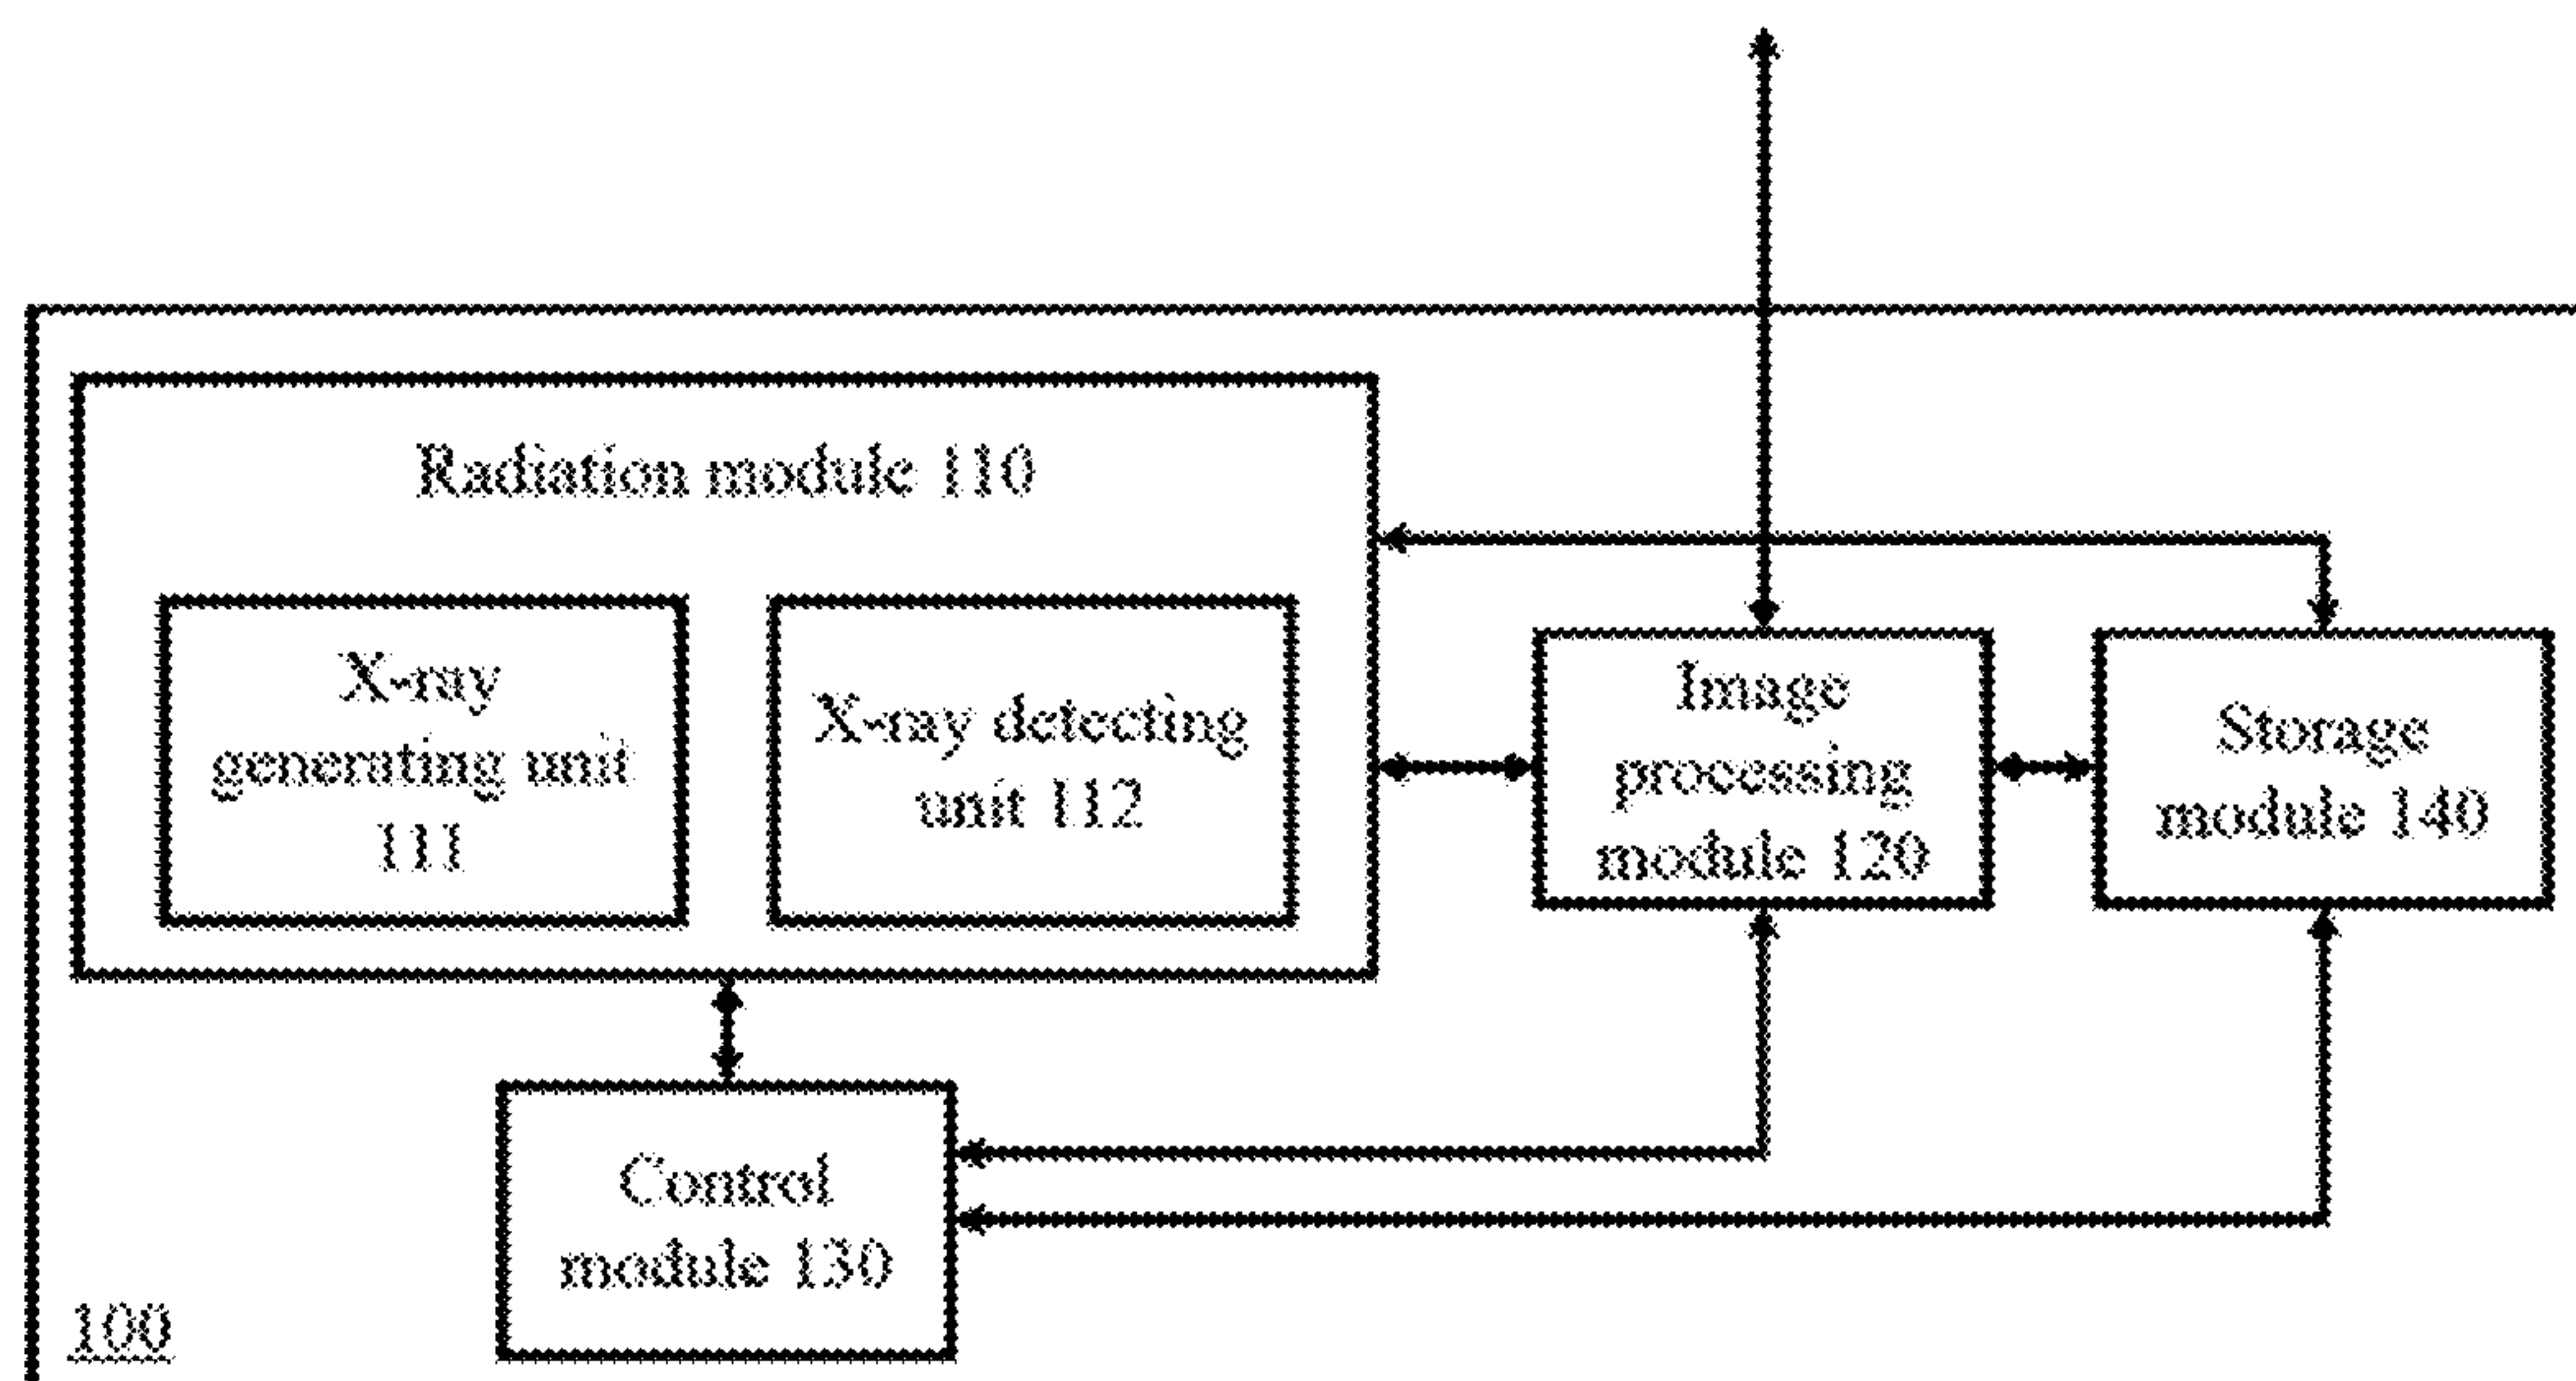 Radiation module 110
X-ray
generating unit
111
X-ray detecting
unit 112
Image
processing
module 120
Storage
module 140
Control
module 130
100